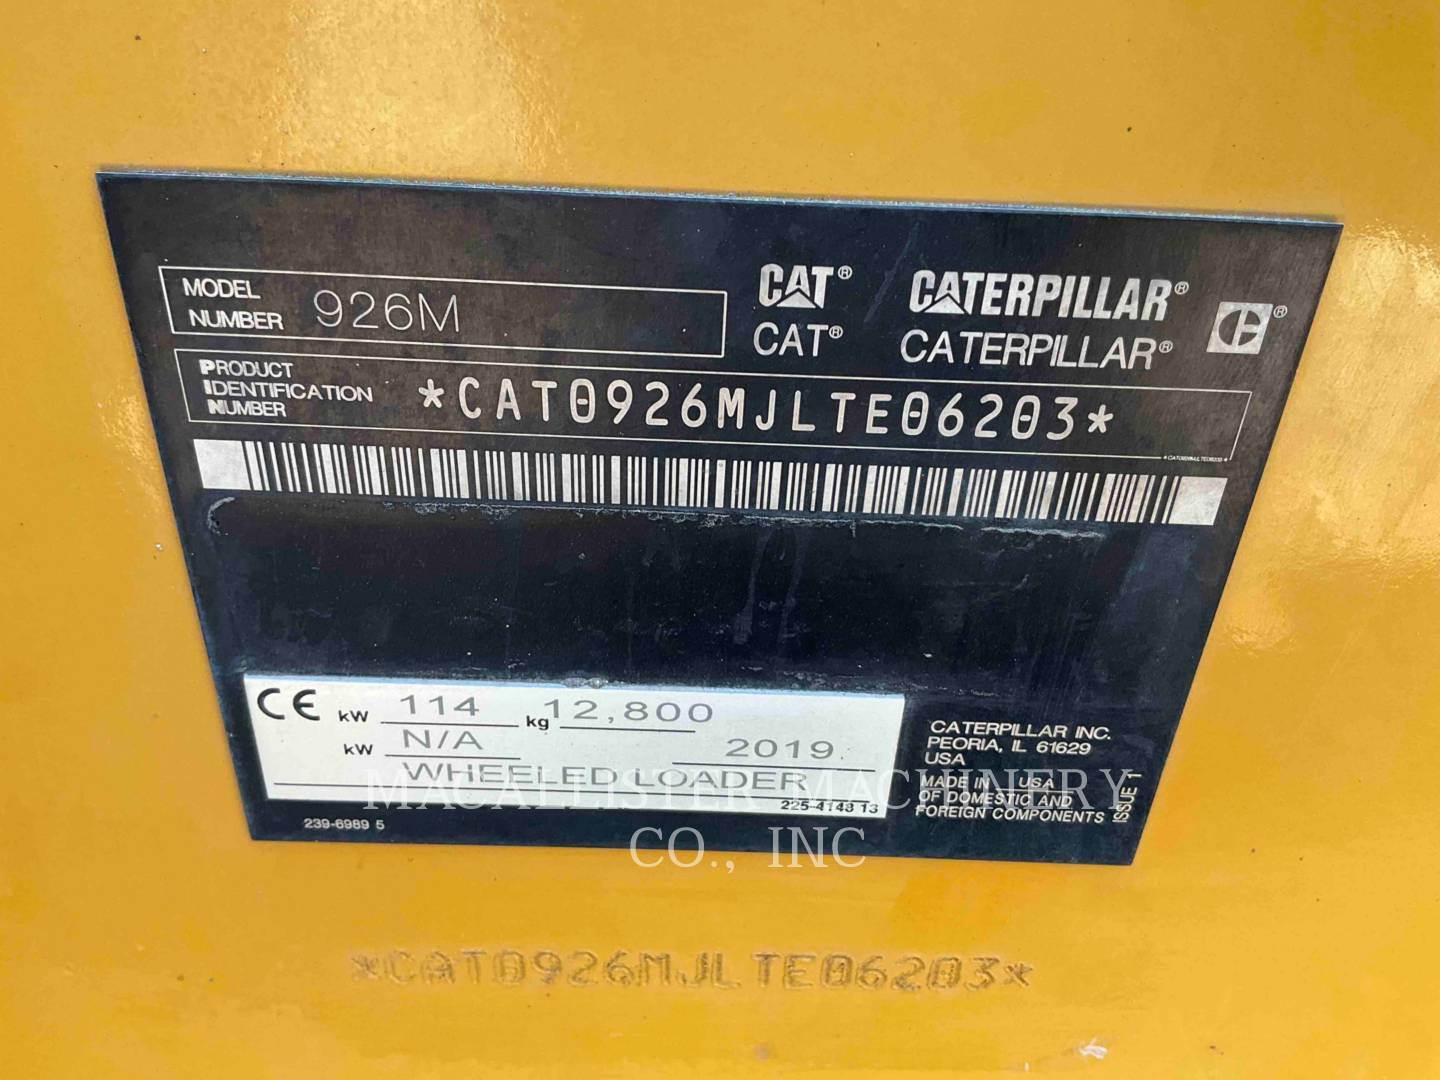 MODEL
NUMBER 926M
CAT® CATERPILLAR®
CAT® CATERPILLAR®
PRODUCT
IDENTIFICATION
NUMBER
*CAT0926MJLTE06203*
*CAT0926MJLTE06203*
CE kW 114 kg 12,800
kW N/A 2019
WHEELED LOADER
225-4148 13
239-6989 5
CATERPILLAR INC.
PEORIA, IL 61629
USA
MADE IN USA
OF DOMESTIC AND
FOREIGN COMPONENTS
ISSUE 1
MACALLISTER MACHINERY
CO., INC
*CAT0926MJLTE06203*